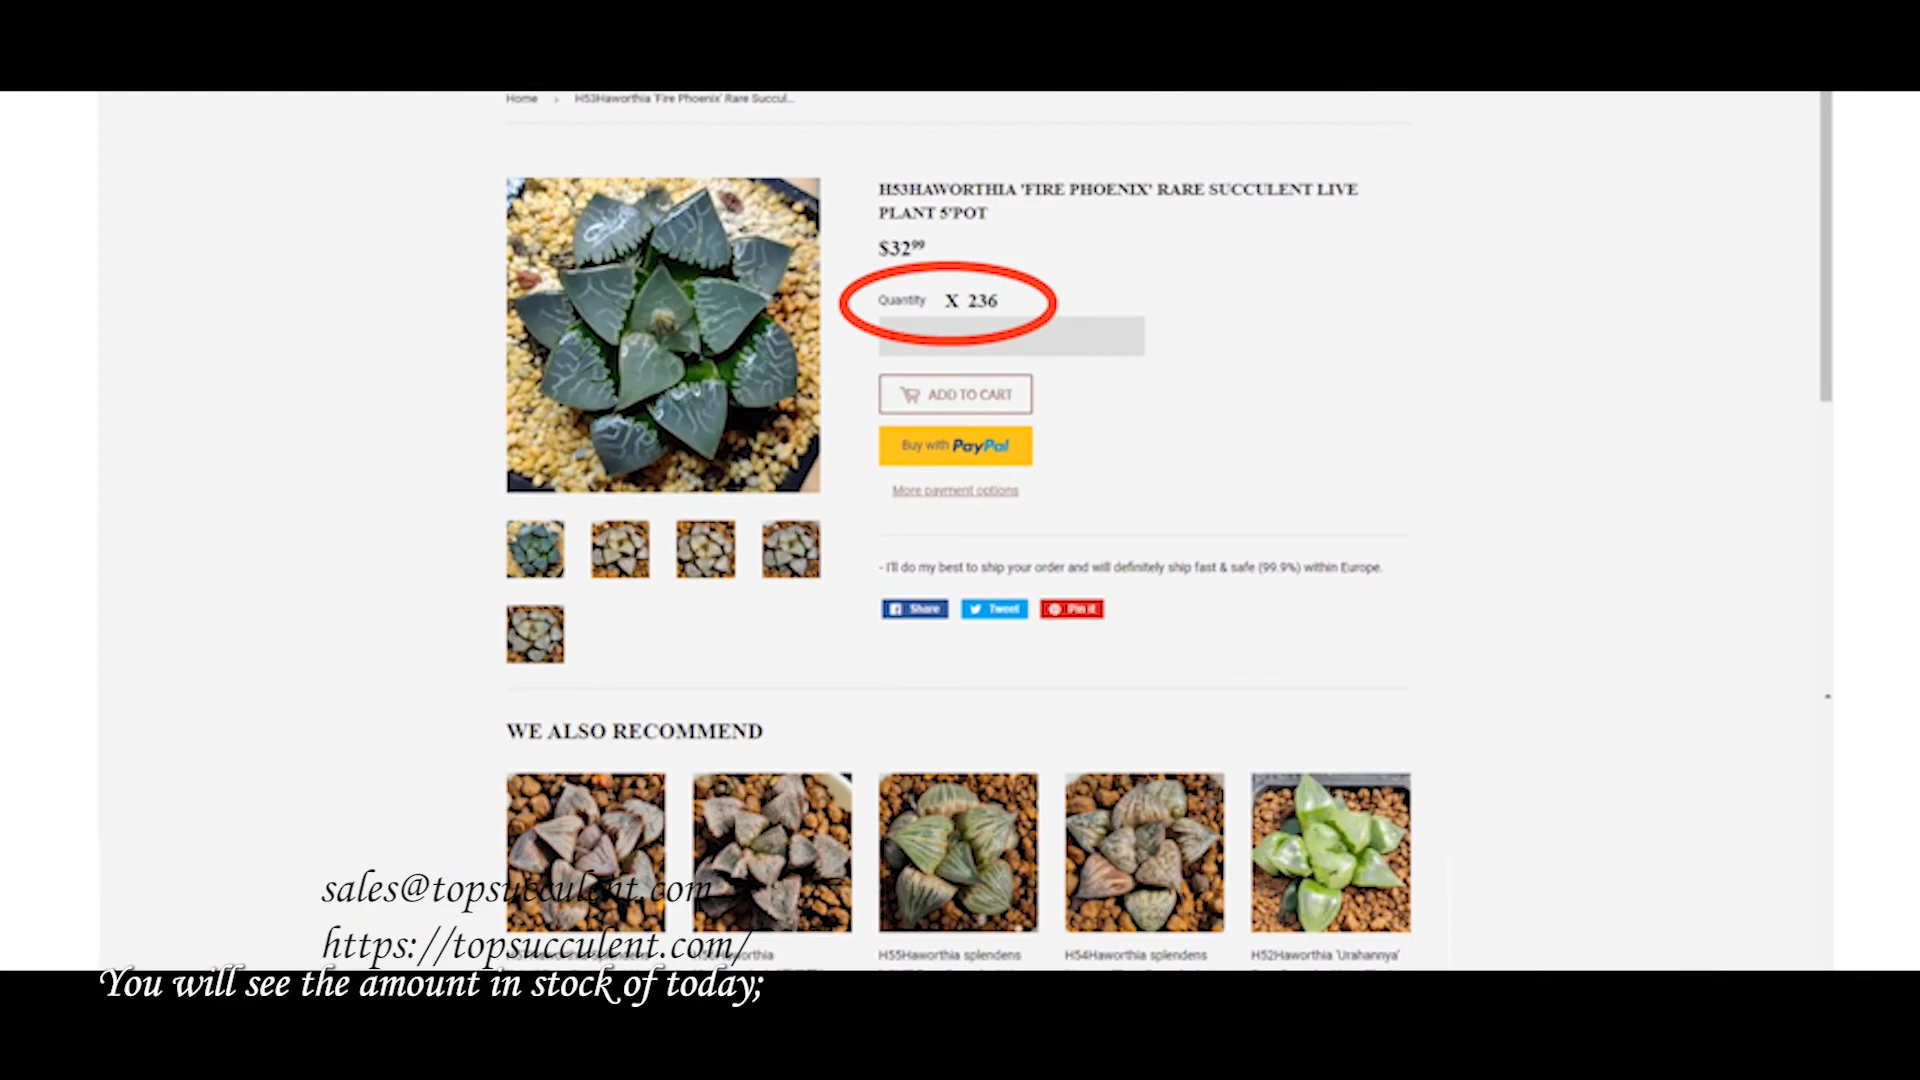 Home › H53Haworthia 'Fire Phoenix' Rare Succul...
H53HAWORTHIA 'FIRE PHOENIX' RARE SUCCULENT LIVE
PLANT 5'POT
$32⁹⁹
Quantity X 236
ADD TO CART
Buy with PayPal
More payment options
- I'll do my best to ship your order and will definitely ship fast & safe (99.9%) within Europe.
Share Tweet Pin it
WE ALSO RECOMMEND
H55Haworthia splendens
H54Haworthia splendens
H52Haworthia 'Urahannya'
sales@topsucculent.com
https://topsucculent.com/
You will see the amount in stock of today;